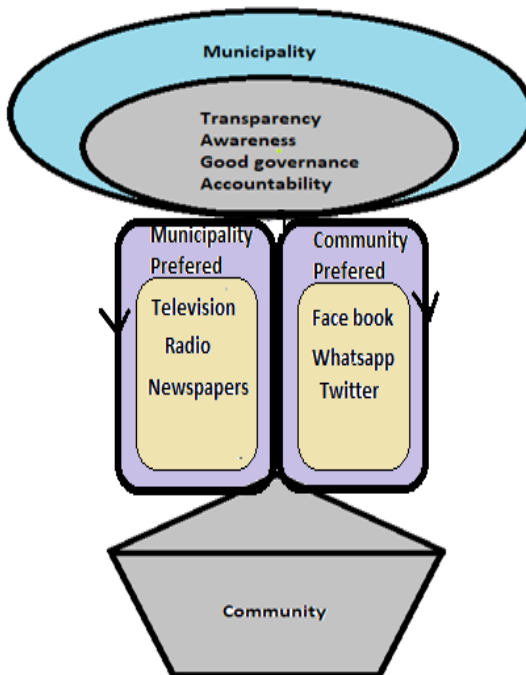 Municipality
Transparency
Awareness
Good governance
Accountability
Municipality
Prefered
Television
Radio
Newspapers
Community
Prefered
Face book
Whatsapp
Twitter
Community